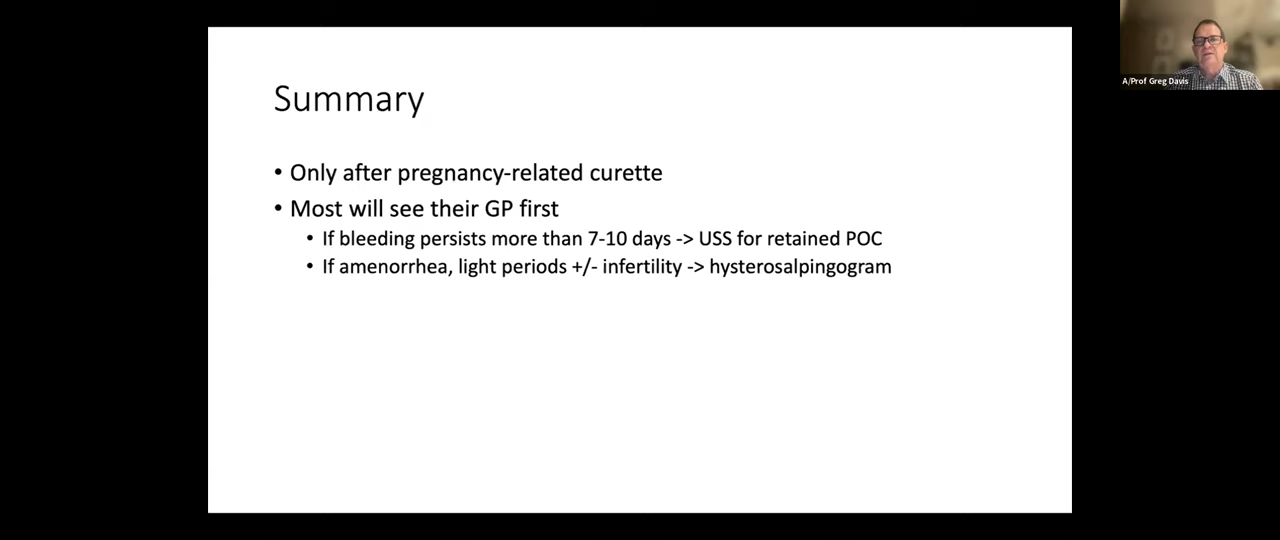 Summary
• Only after pregnancy-related curette
• Most will see their GP first
• If bleeding persists more than 7-10 days -> USS for retained POC
• If amenorrhea, light periods +/- infertility -> hysterosalpingogram
A/Prof Greg Davis